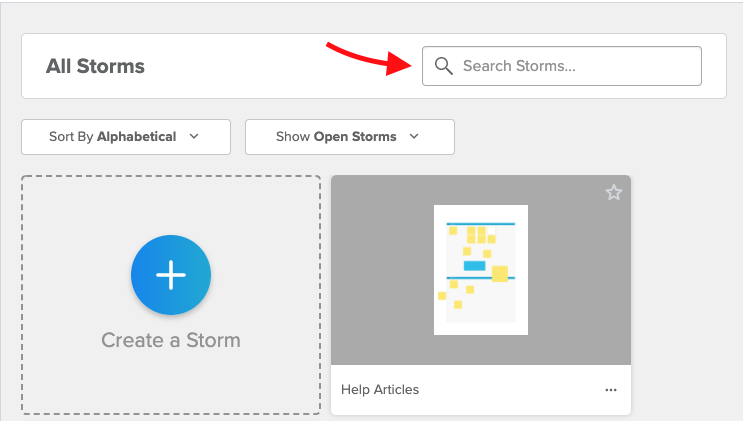 All Storms
Search Storms...
Sort By Alphabetical
Show Open Storms
Create a Storm
Help Articles